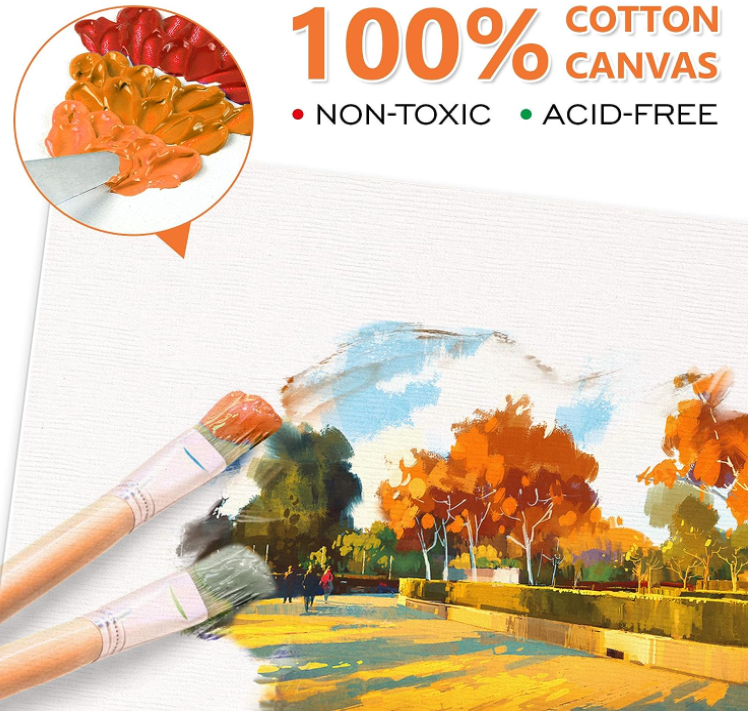 100% COTTON
CANVAS
• NON-TOXIC • ACID-FREE